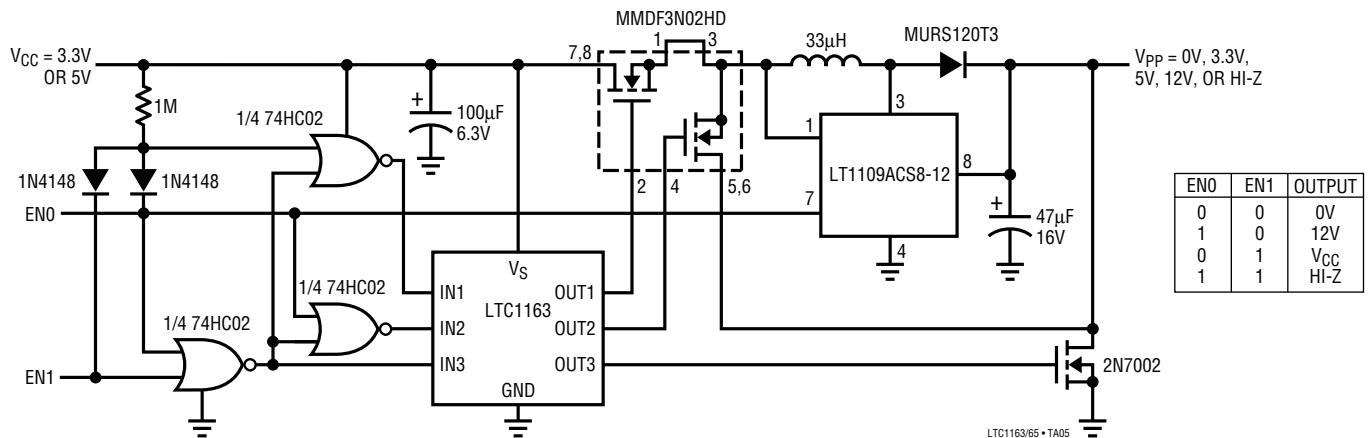 MMDF3N02HD
V_CC = 3.3V
OR 5V
7,8
1
3
33µH
MURS120T3
V_PP = 0V, 3.3V,
5V, 12V, OR HI-Z
1M
1/4 74HC02
+
100µF
6.3V
3
1
LT1109ACS8-12
8
1N4148
1N4148
2
4
5,6
7
4
+
47µF
16V
EN0
EN0 EN1 OUTPUT
0 0 0V
1 0 12V
0 1 V_CC
1 1 HI-Z
V_S
LTC1163
1/4 74HC02
IN1
OUT1
IN2
OUT2
1/4 74HC02
IN3
OUT3
GND
EN1
2N7002
LTC1163/65 • TA05